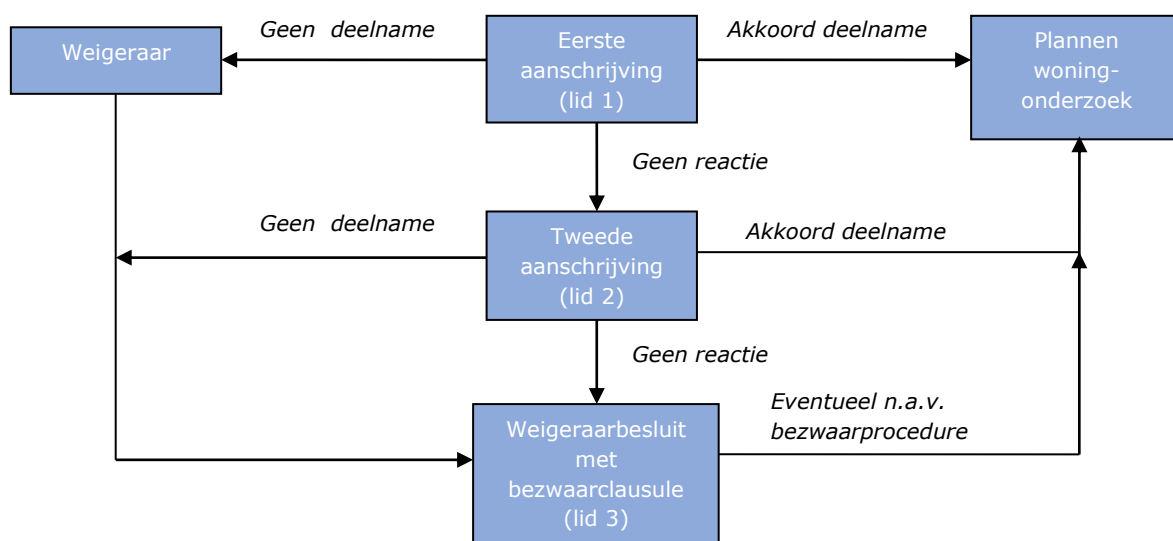 Geen deelname
Akkoord deelname
Weigeraar
Eerste
aanschrijving
(lid 1)
Plannen
woning-
onderzoek
Geen reactie
Geen deelname
Akkoord deelname
Tweede
aanschrijving
(lid 2)
Geen reactie
Eventueel n.a.v.
bezwaarprocedure
Weigeraarbesluit
met
bezwaarclausule
(lid 3)